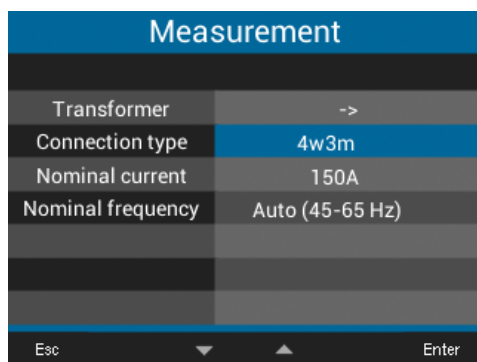 Measurement
Transformer ->
Connection type 4w3m
Nominal current 150A
Nominal frequency Auto (45-65 Hz)
Esc Enter